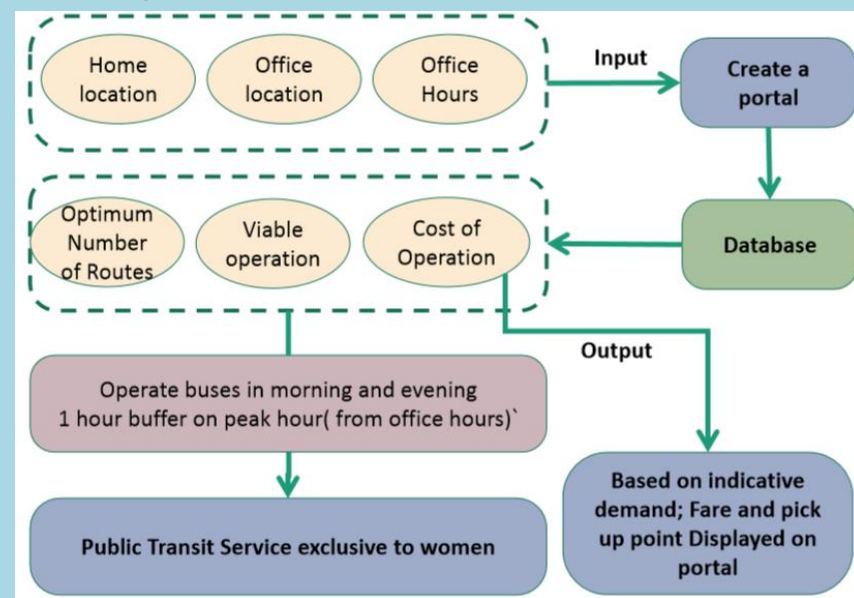 Home
location
Office
location
Office
Hours
Input
Create a
portal
Optimum
Number
of Routes
Viable
operation
Cost of
Operation
Database
Output
Operate buses in morning and evening
1 hour buffer on peak hour( from office hours)`
Based on indicative
demand; Fare and pick
up point Displayed on
portal
Public Transit Service exclusive to women